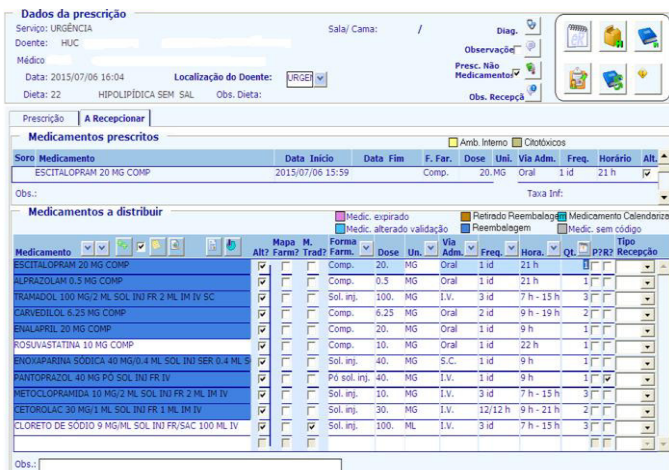 Dados da prescrição
Serviço: URGÊNCIA Sala/ Cama: / Diag.
Doente: HUC Observaçõe
Médico Presc. Não Medicamentor
Data: 2015/07/06 16:04 Localização do Doente: URGEI
Dieta: 22 HIPOLIPÍDICA SEM SAL Obs. Dieta: Obs. Recepçã
Prescrição A Recepcionar
Medicamentos prescritos Amb. Interno Citotóxicos
Soro Medicamento Data Início Data Fim F. Far. Dose Uni. Via Adm. Freq. Horário Alt.
ESCITALOPRAM 20 MG COMP 2015/07/06 15:59 Comp. 20. MG Oral 1 id 21 h
Obs.: Taxa Inf:
Medicamentos a distribuir
Medic. expirado Retirado Reembalagem Medicamento Calendariza
Medic. alterado validação Reembalagem Medic. sem código
Medicamento Alt? Mapa Farm? M. Trad? Forma Farm. Dose Un. Via Adm. Freq. Hora. Qt. P? R? Tipo Recepção
ESCITALOPRAM 20 MG COMP Comp. 20. MG Oral 1 id 21 h 1
ALPRAZOLAM 0.5 MG COMP Comp. 0.5 MG Oral 1 id 21 h 1
TRAMADOL 100 MG/2 ML SOL INJ FR 2 ML IM IV SC Sol. inj. 100. MG I.V. 3 id 7 h - 15 h 3
CARVEDILOL 6.25 MG COMP Comp. 6.25 MG Oral 2 id 9 h - 19 h 2
ENALAPRIL 20 MG COMP Comp. 20. MG Oral 1 id 9 h 1
ROSUVASTATINA 10 MG COMP Comp. 10. MG Oral 1 id 22 h 1
ENOXAPARINA SÓDICA 40 MG/0.4 ML SOL INJ SER 0.4 ML S Sol. inj. 40. MG S.C. 1 id 9 h 1
PANTOPRAZOL 40 MG PÓ SOL INJ FR IV Pó sol. inj. 40. MG I.V. 1 id 9 h 1
METOCLOPRAMIDA 10 MG/2 ML SOL INJ FR 2 ML IM IV Sol. inj. 10. MG I.V. 3 id 7 h - 15 h 3
CETOROLAC 30 MG/1 ML SOL INJ FR 1 ML IM IV Sol. inj. 30. MG I.V. 12/12 h 9 h - 21 h 2
CLORETO DE SÓDIO 9 MG/ML SOL INJ FR/SAC 100 ML IV Sol. inj. 100. ML I.V. 3 id 7 h - 15 h 3
Obs.: